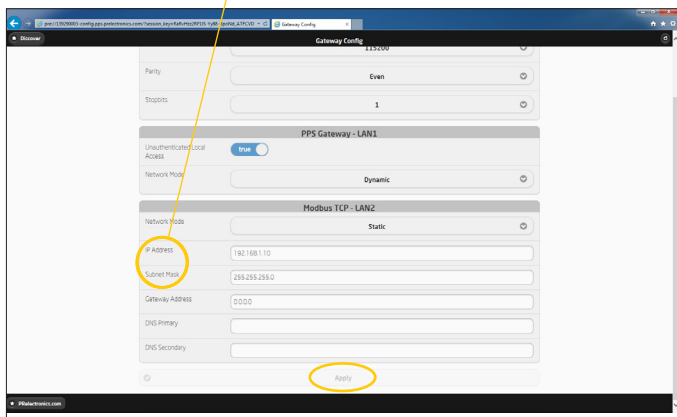 Gateway Config
Discover
Gateway Config
115200
Parity
Even
Stopbits
1
PPS Gateway - LAN1
Unauthenticated Local
Access
true
Network Mode
Dynamic
Modbus TCP - LAN2
Network Mode
Static
IP Address
192.168.1.10
Subnet Mask
255.255.255.0
Gateway Address
0.0.0.0
DNS Primary
DNS Secondary
Apply
PRelectronics.com